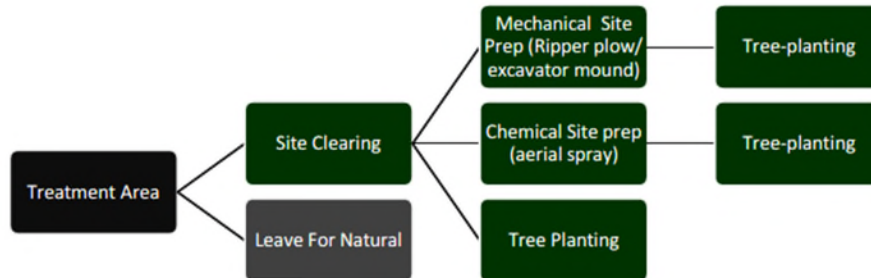 Mechanical Site
Prep (Ripper plow/
excavator mound)
Tree-planting
Site Clearing
Chemical Site prep
(aerial spray)
Tree-planting
Treatment Area
Leave For Natural
Tree Planting